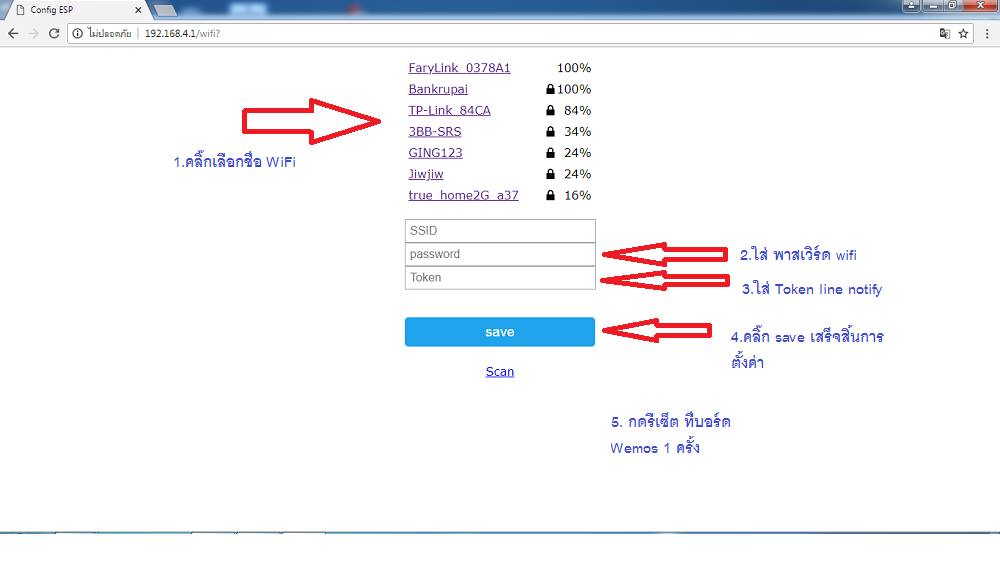 Config ESP
ไม่ปลอดภัย 192.168.4.1/wifi?
FaryLink_0378A1 100%
Bankrupai 100%
TP-Link_84CA 84%
3BB-SRS 34%
GING123 24%
Jiwjiw 24%
true_home2G_a37 16%
1.คลิ๊กเลือกชื่อ WiFi
SSID
password
Token
2.ใส่ พาสเวิร์ด wifi
3.ใส่ Token line notify
save
4.คลิ๊ก save เสร็จสิ้นการ
ตั้งค่า
Scan
5. กดรีเซ็ต ที่บอร์ด
Wemos 1 ครั้ง